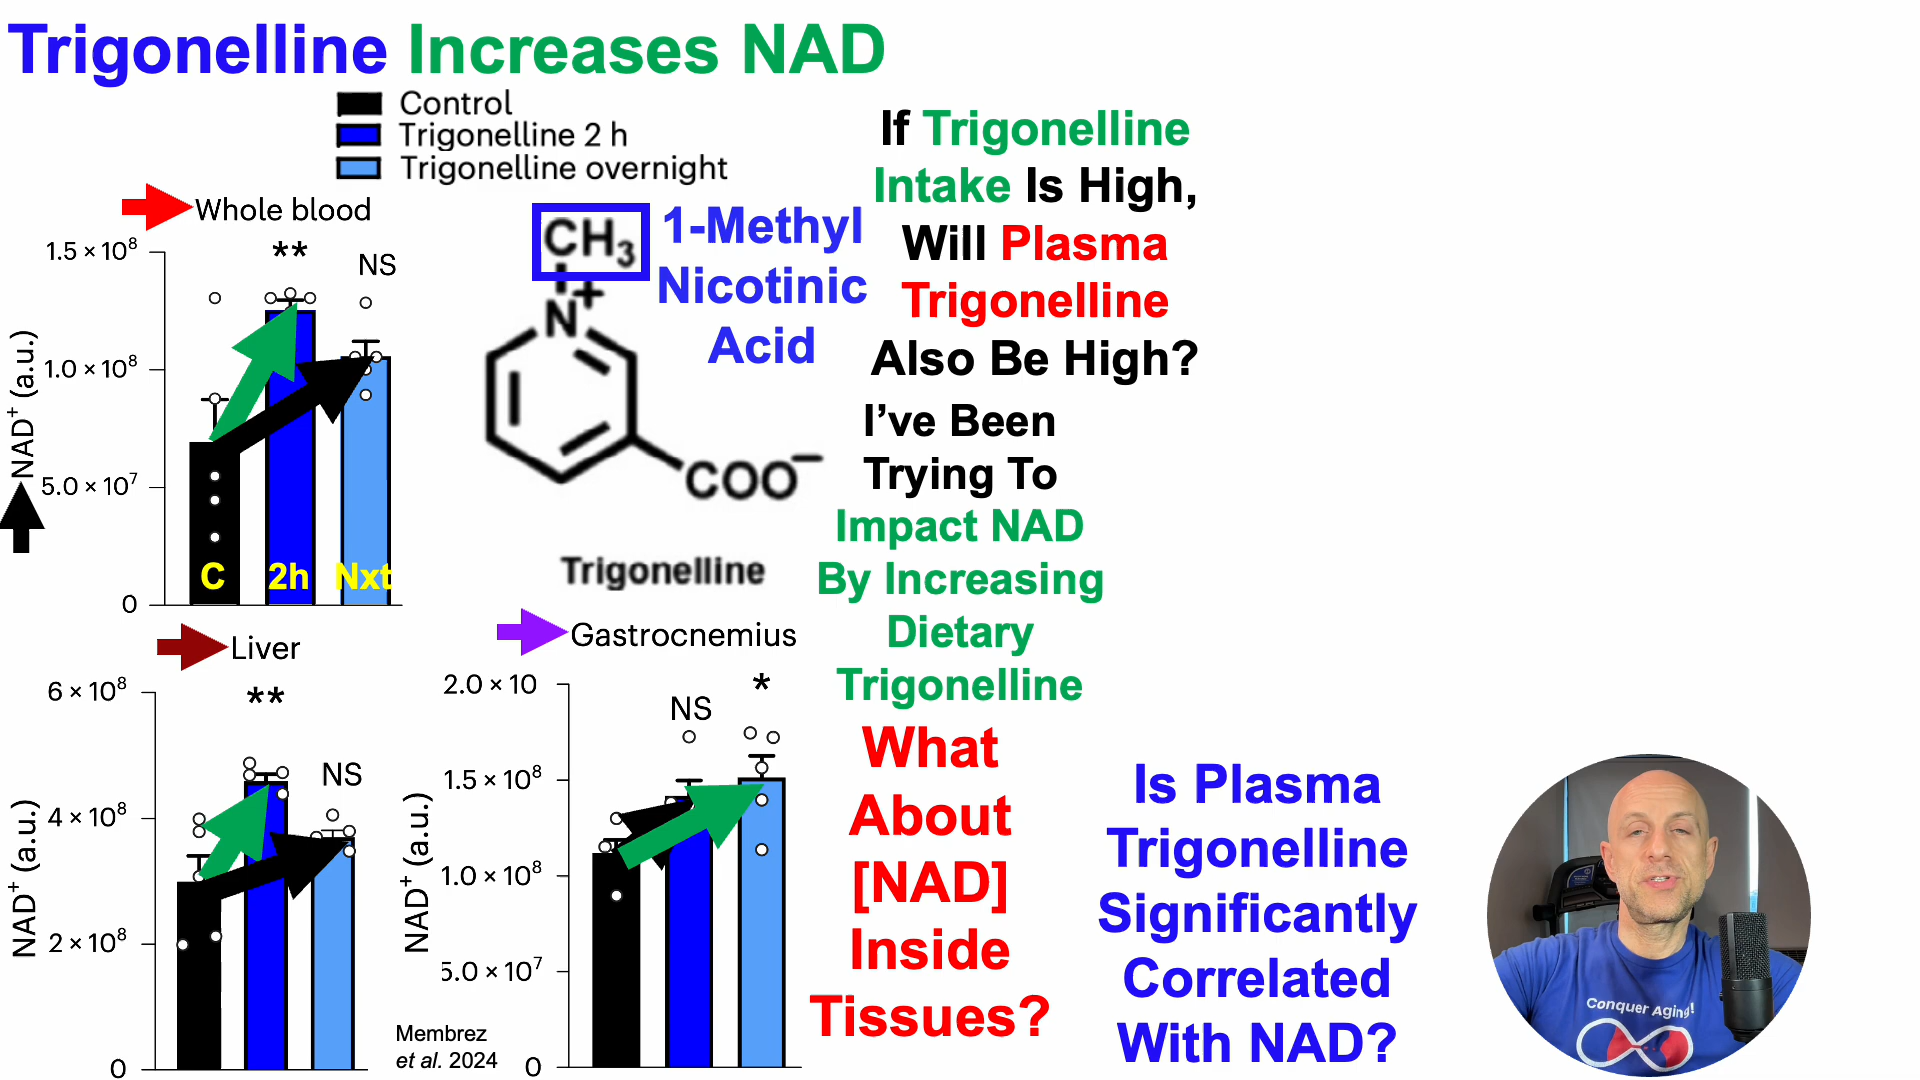 Trigonelline Increases NAD
Control
Trigonelline 2 h
Trigonelline overnight
Whole blood
**
NS
1.5 × 10⁸
1.0 × 10⁸
5.0 × 10⁷
0
NAD⁺ (a.u.)
C
2h
Nxt
CH₃
N⁺
COO⁻
Trigonelline
1-Methyl
Nicotinic
Acid
If Trigonelline
Intake Is High,
Will Plasma
Trigonelline
Also Be High?
I've Been
Trying To
Impact NAD
By Increasing
Dietary
Trigonelline
What
About
[NAD]
Inside
Tissues?
Liver
**
NS
6 × 10⁸
4 × 10⁸
2 × 10⁸
0
NAD⁺ (a.u.)
Gastrocnemius
NS
*
2.0 × 10
1.5 × 10⁸
1.0 × 10⁸
5.0 × 10⁷
0
NAD⁺ (a.u.)
Membrez
et al. 2024
Is Plasma
Trigonelline
Significantly
Correlated
With NAD?
Conquer Aging!